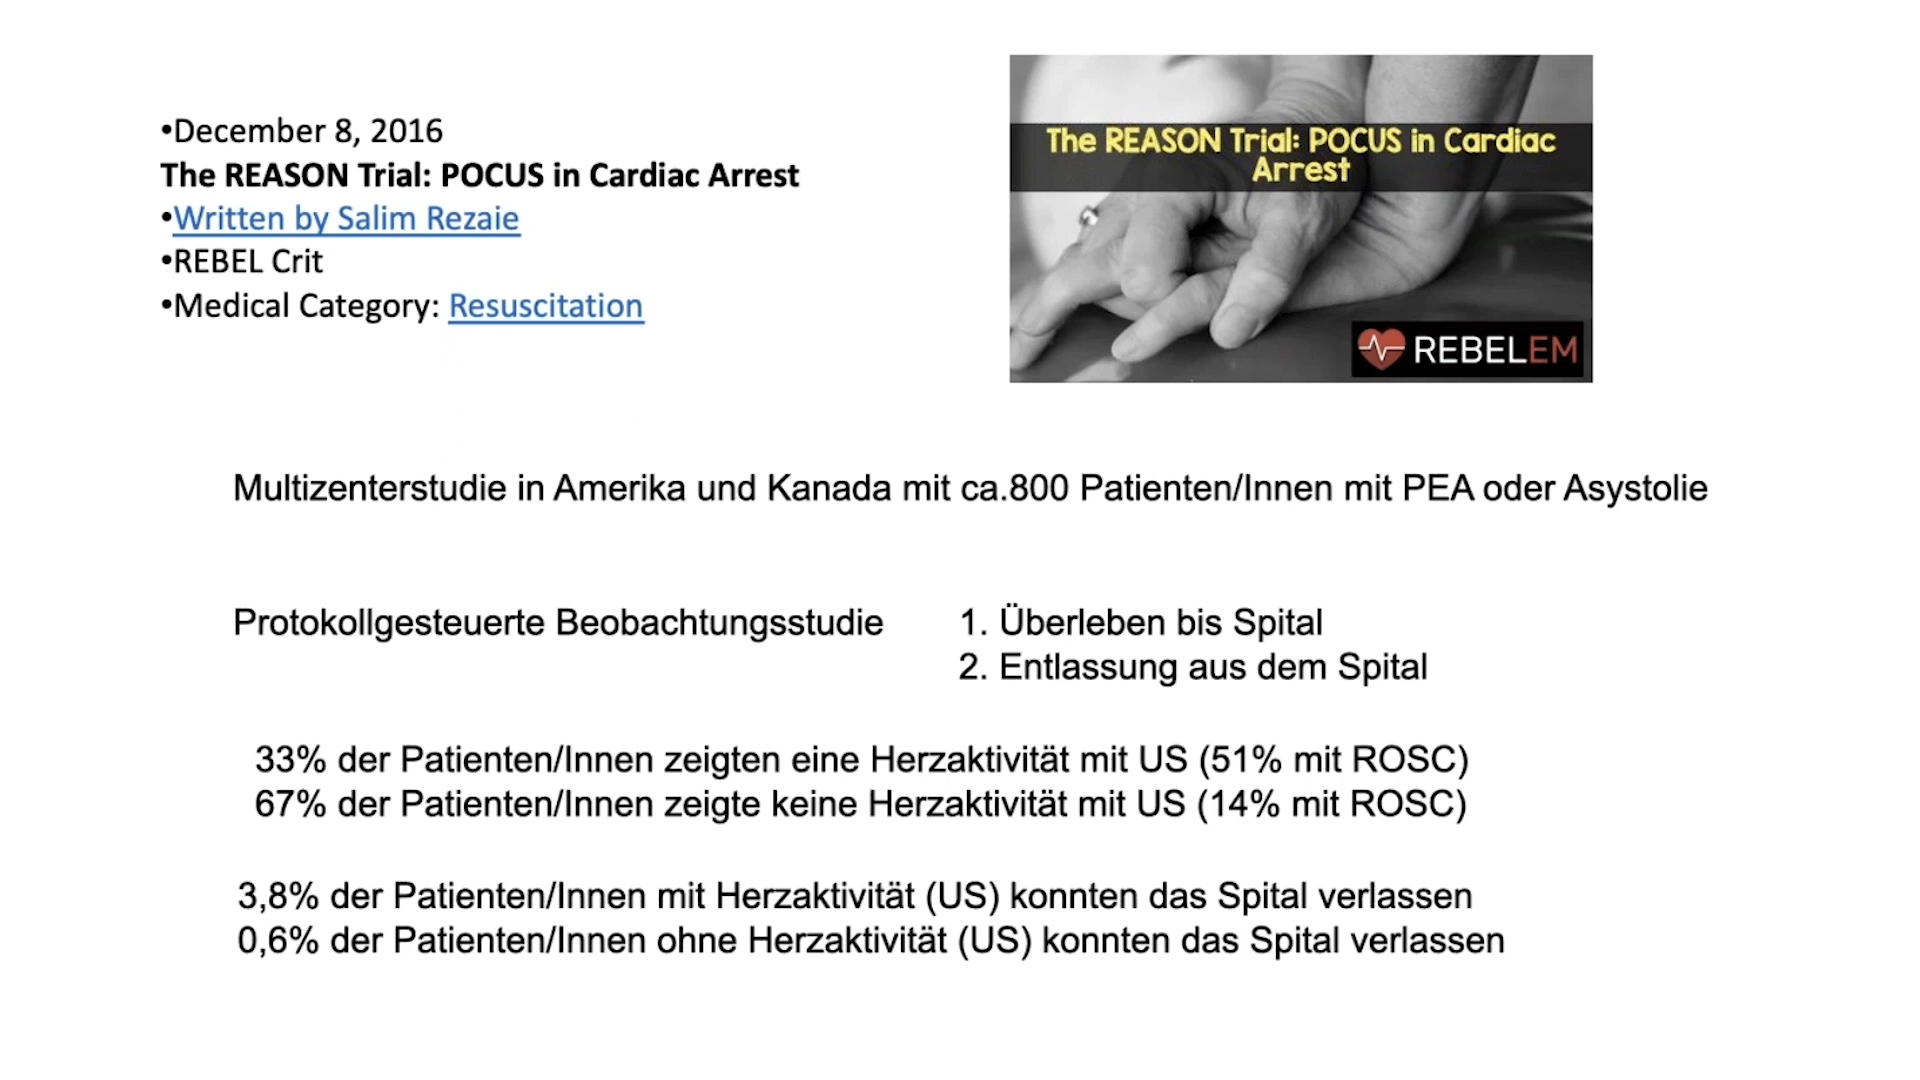 •December 8, 2016
The REASON Trial: POCUS in Cardiac Arrest
•Written by Salim Rezaie
•REBEL Crit
•Medical Category: Resuscitation
The REASON Trial: POCUS in Cardiac
Arrest
REBELEM
Multizenterstudie in Amerika und Kanada mit ca.800 Patienten/Innen mit PEA oder Asystolie
Protokollgesteuerte Beobachtungsstudie 1. Überleben bis Spital
2. Entlassung aus dem Spital
33% der Patienten/Innen zeigten eine Herzaktivität mit US (51% mit ROSC)
67% der Patienten/Innen zeigte keine Herzaktivität mit US (14% mit ROSC)
3,8% der Patienten/Innen mit Herzaktivität (US) konnten das Spital verlassen
0,6% der Patienten/Innen ohne Herzaktivität (US) konnten das Spital verlassen